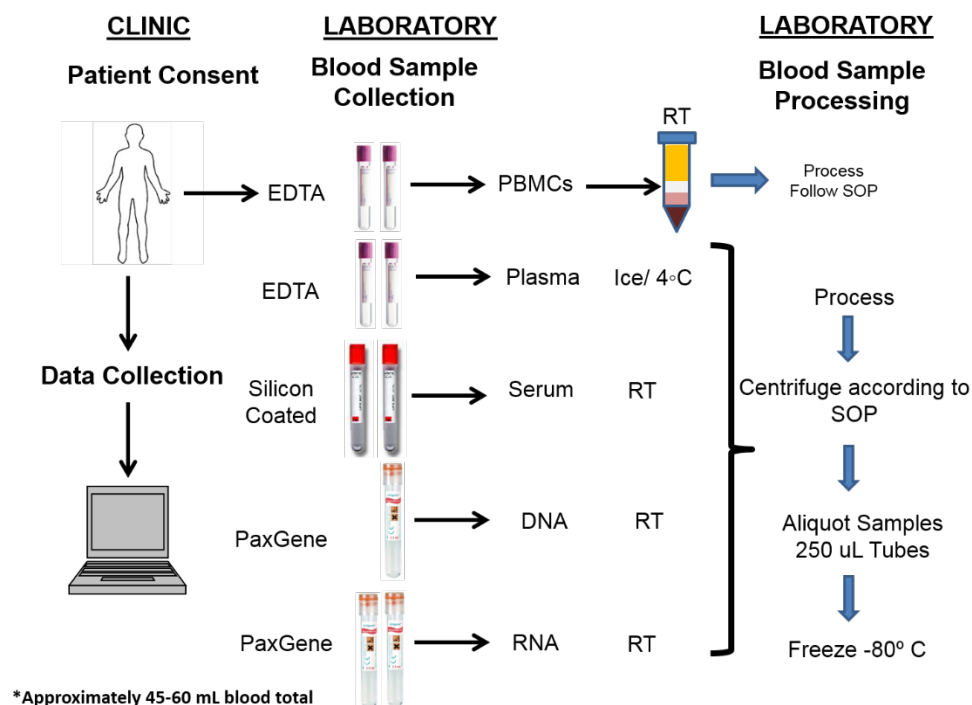 CLINIC
Patient Consent
LABORATORY
Blood Sample
Collection
LABORATORY
Blood Sample
Processing
RT
EDTA
PBMCs
Process
Follow SOP
EDTA
Plasma
Ice/ 4◦C
Process
Data Collection
Silicon
Coated
Serum
RT
Centrifuge according to
SOP
PaxGene
DNA
RT
Aliquot Samples
250 uL Tubes
PaxGene
RNA
RT
Freeze -80º C
*Approximately 45-60 mL blood total